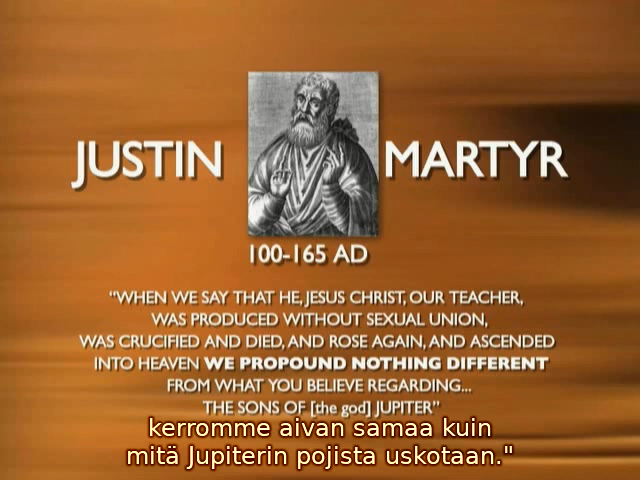 JUSTIN MARTYR
100-165 AD
“WHEN WE SAY THAT HE, JESUS CHRIST, OUR TEACHER,
WAS PRODUCED WITHOUT SEXUAL UNION,
WAS CRUCIFIED AND DIED, AND ROSE AGAIN, AND ASCENDED
INTO HEAVEN WE PROPOUND NOTHING DIFFERENT
FROM WHAT YOU BELIEVE REGARDING...
THE SONS OF [the god] JUPITER”
kerromme aivan samaa kuin
mitä Jupiterin pojista uskotaan."